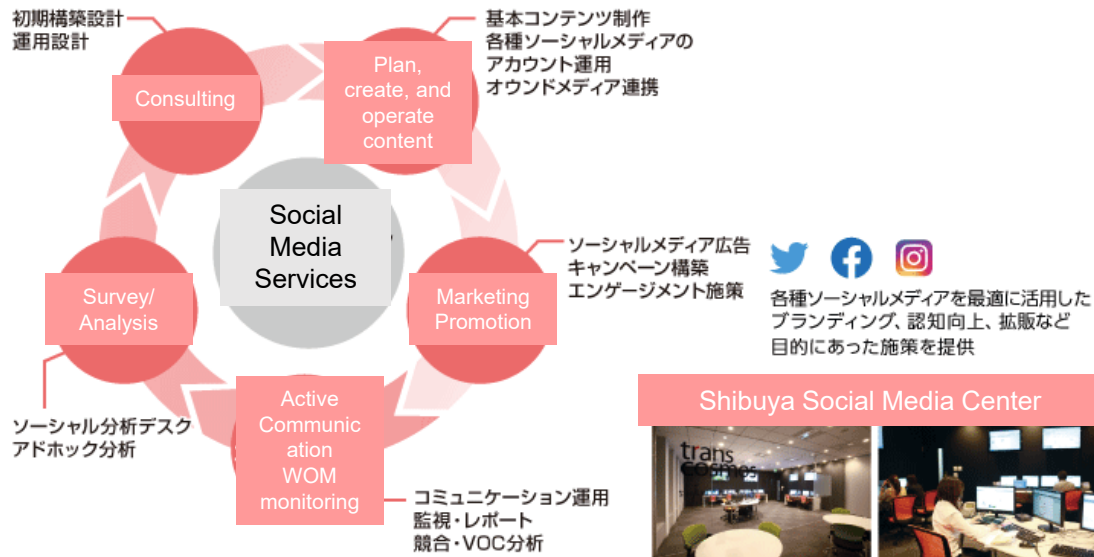 初期構築設計
運用設計
Consulting
Plan,
create, and
operate
content
基本コンテンツ制作
各種ソーシャルメディアの
アカウント運用
オウンドメディア連携
Social
Media
Services
Survey/
Analysis
Marketing
Promotion
ソーシャルメディア広告
キャンペーン構築
エンゲージメント施策
各種ソーシャルメディアを最適に活用した
ブランディング、認知向上、拡販など
目的にあった施策を提供
ソーシャル分析デスク
アドホック分析
Active
Communic
ation
WOM
monitoring
コミュニケーション運用
監視・レポート
競合・VOC分析
Shibuya Social Media Center
trans
cosmos